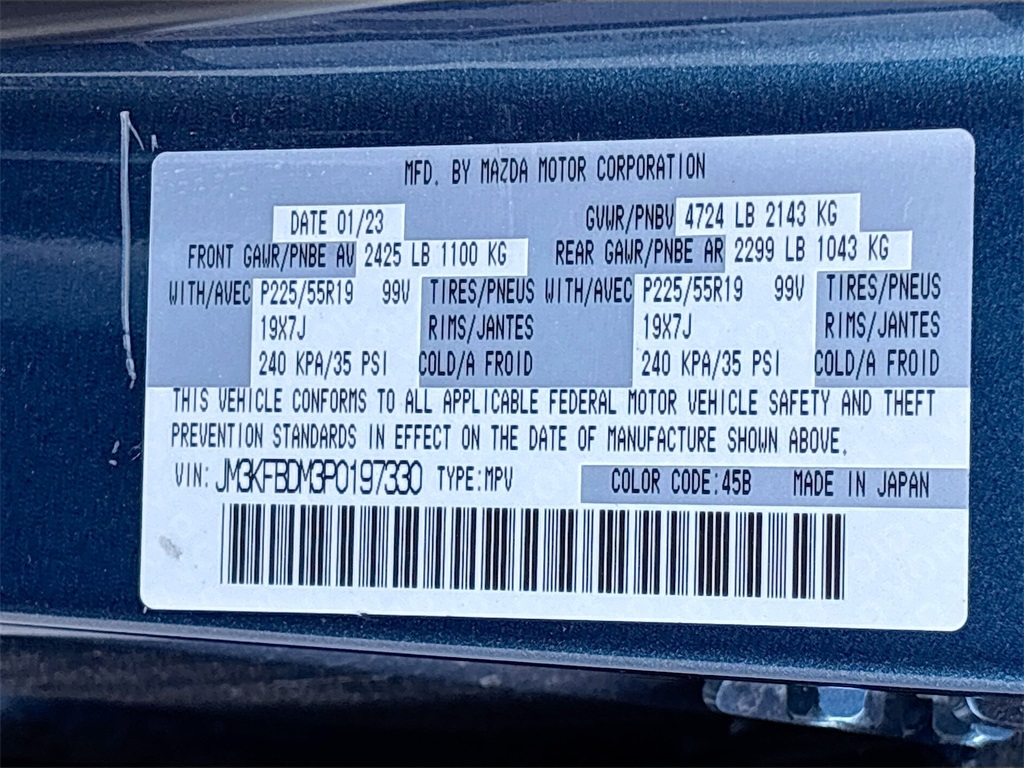 MFD. BY MAZDA MOTOR CORPORATION
DATE 01/23 GVWR/PNBV 4724 LB 2143 KG
FRONT GAWR/PNBE AV 2425 LB 1100 KG REAR GAWR/PNBE AR 2299 LB 1043 KG
WITH/AVEC P225/55R19 99V TIRES/PNEUS WITH/AVEC P225/55R19 99V TIRES/PNEUS
19X7J RIMS/JANTES 19X7J RIMS/JANTES
240 KPA/35 PSI COLD/A FROID 240 KPA/35 PSI COLD/A FROID
THIS VEHICLE CONFORMS TO ALL APPLICABLE FEDERAL MOTOR VEHICLE SAFETY AND THEFT
PREVENTION STANDARDS IN EFFECT ON THE DATE OF MANUFACTURE SHOWN ABOVE.
VIN: JM3KFBDM3P0197330 TYPE:MPV COLOR CODE:45B MADE IN JAPAN